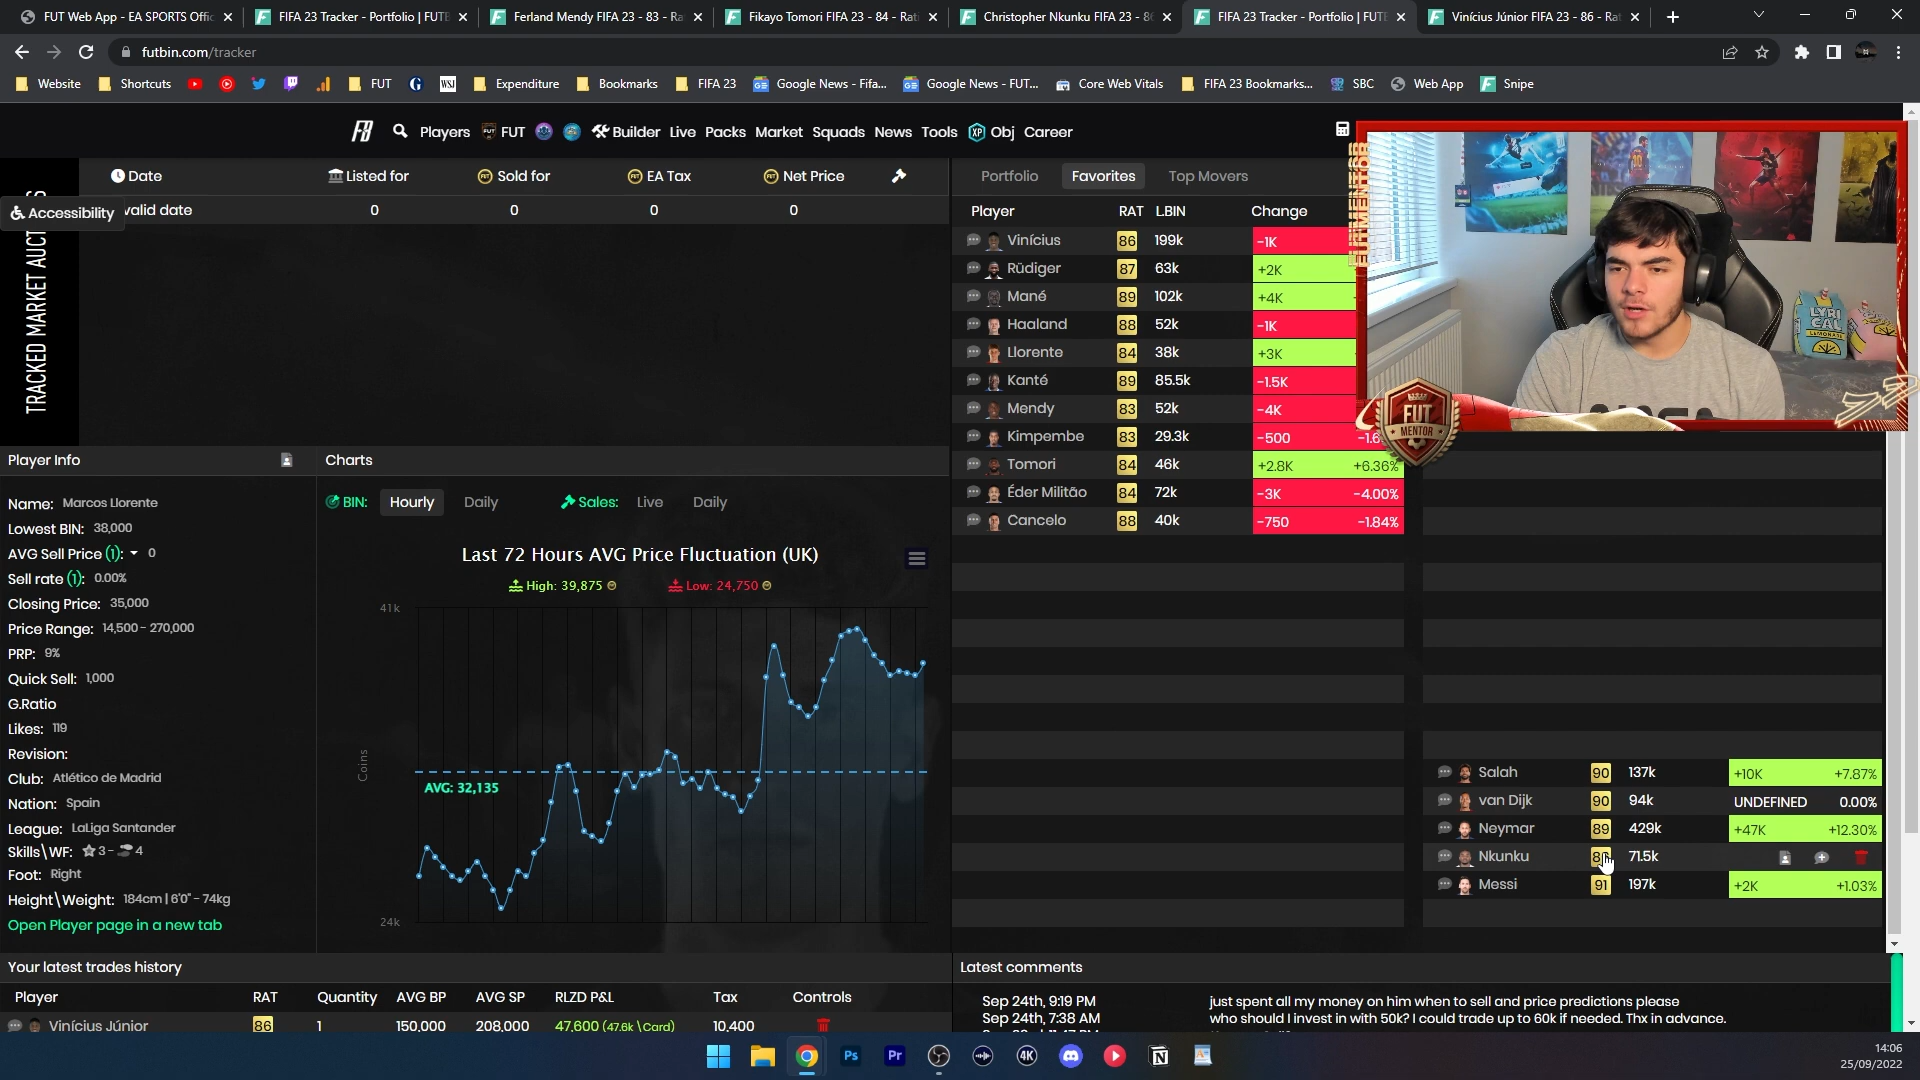 FUT Web App - EA SPORTS Offic
FIFA 23 Tracker - Portfolio | FUTB
Ferland Mendy FIFA 23 - 83 - Ra
Fikayo Tomori FIFA 23 - 84 - Rati
Christopher Nkunku FIFA 23 - 86
FIFA 23 Tracker - Portfolio | FUTB
Vinícius Júnior FIFA 23 - 86 - Rat
futbin.com/tracker
Website Shortcuts FUT WSJ Expenditure Bookmarks FIFA 23 Google News - Fifa... Google News - FUT... Core Web Vitals FIFA 23 Bookmarks... SBC Web App Snipe
Players FUT Builder Live Packs Market Squads News Tools XP Obj Career
Date Listed for Sold for EA Tax Net Price
valid date 0 0 0 0
Accessibility
TRACKED MARKET AUC
Portfolio Favorites Top Movers
Player RAT LBIN Change
Vinícius 86 199k -1K
Rüdiger 87 63k +2K
Mané 89 102k +4K
Haaland 88 52k -1K
Llorente 84 38k +3K
Kanté 89 85.5k -1.5K
Mendy 83 52k -4K
Kimpembe 83 29.3k -500 -1.6
Tomori 84 46k +2.8K +6.36%
Éder Militão 84 72k -3K -4.00%
Cancelo 88 40k -750 -1.84%
FUTMENTOR
FUT
MENTOR
LYRI
CAL
LEMONADE
Player Info
Name: Marcos Llorente
Lowest BIN: 38,000
AVG Sell Price (1): 0
Sell rate (1): 0.00%
Closing Price: 35,000
Price Range: 14,500 - 270,000
PRP: 9%
Quick Sell: 1,000
G.Ratio
Likes: 119
Revision:
Club: Atlético de Madrid
Nation: Spain
League: LaLiga Santander
Skills\WF: 3 - 4
Foot: Right
Height\Weight: 184cm | 6'0" - 74kg
Open Player page in a new tab
Charts
BIN: Hourly Daily Sales: Live Daily
Last 72 Hours AVG Price Fluctuation (UK)
High: 39,875 Low: 24,750
41k
Coins
AVG: 32,135
24k
Salah 90 137k +10K +7.87%
van Dijk 90 94k UNDEFINED 0.00%
Neymar 89 429k +47K +12.30%
Nkunku 71.5k
Messi 91 197k +2K +1.03%
Your latest trades history
Player RAT Quantity AVG BP AVG SP RLZD P&L Tax Controls
Vinícius Júnior 86 1 150,000 208,000 47,600 (47.6k \Card) 10,400
Latest comments
Sep 24th, 9:19 PM just spent all my money on him when to sell and price predictions please
Sep 24th, 7:38 AM who should I invest in with 50k? I could trade up to 60k if needed. Thx in advance.
Ps Pr 4K
14:06
25/09/2022